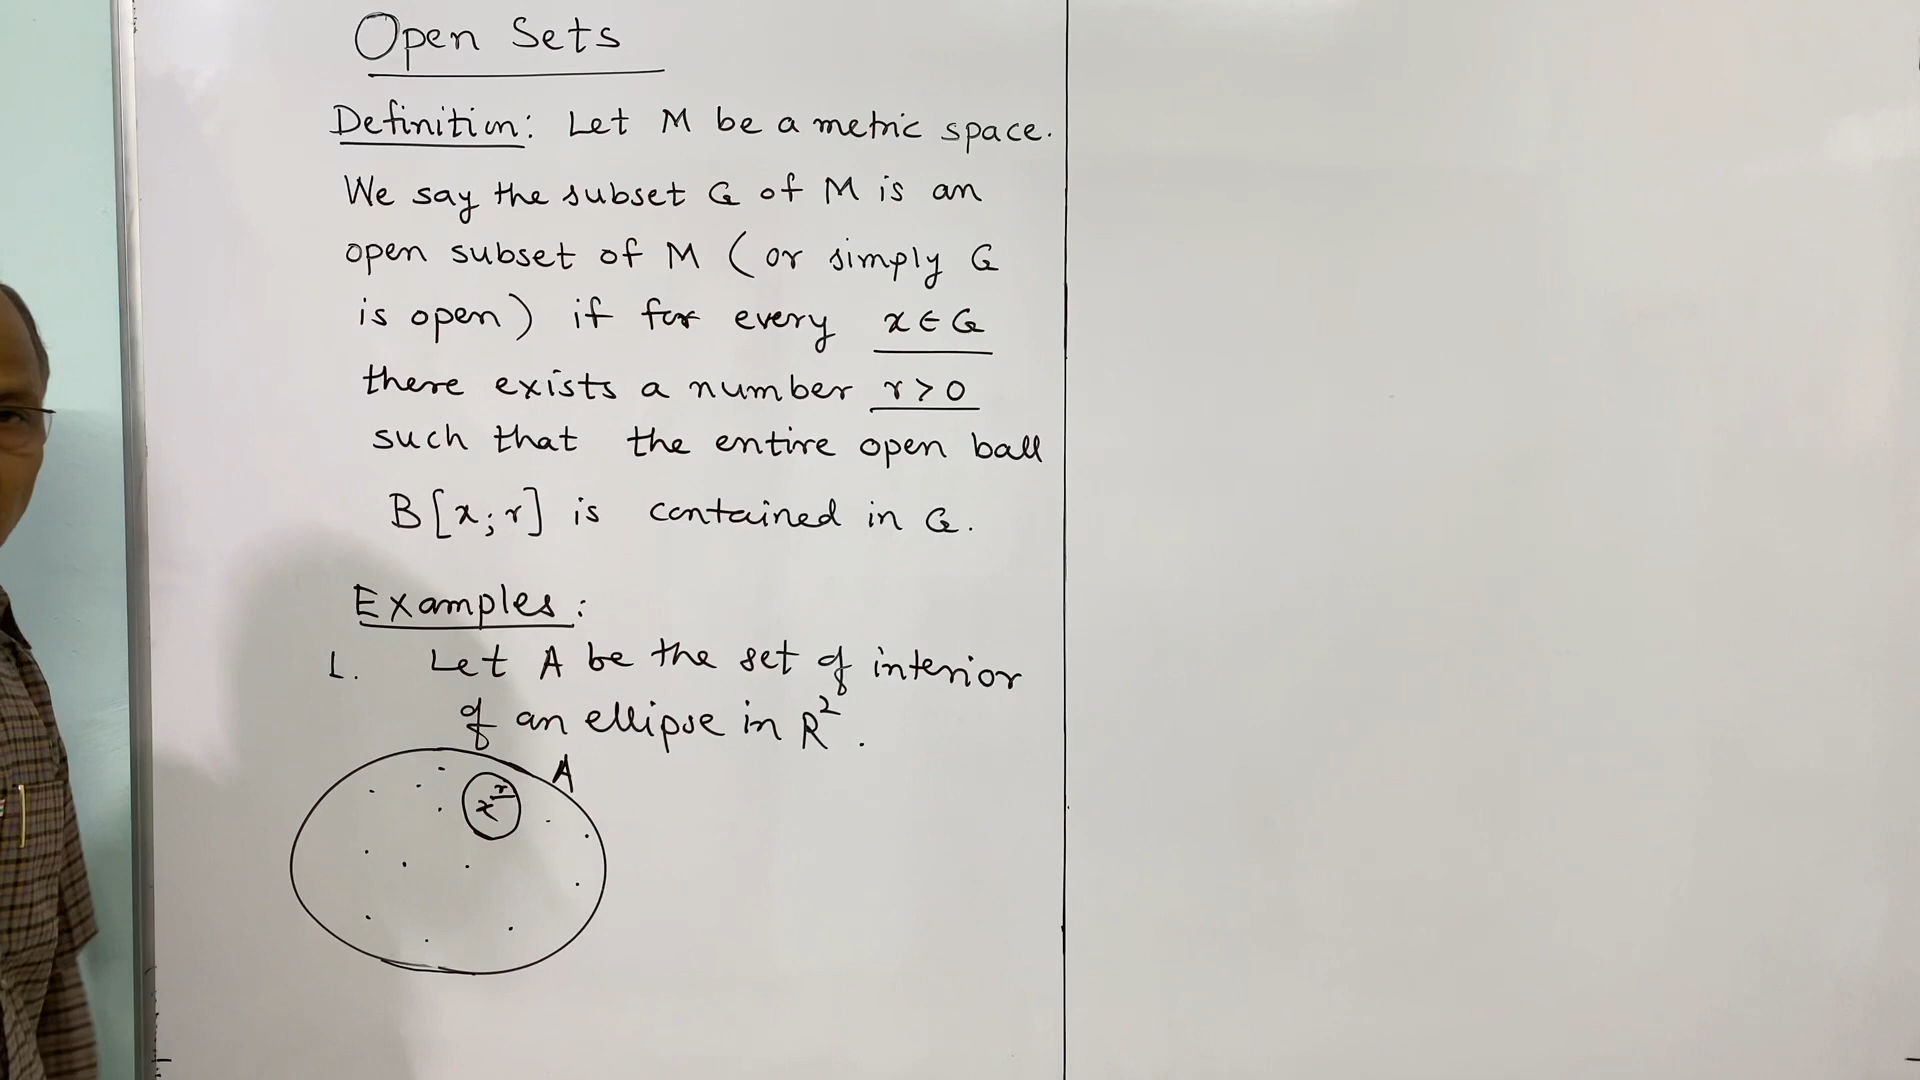 Open Sets
Definition: Let M be a metric space.
We say the subset G of M is an
open subset of M (or simply G
is open) if for every x ∈ G
there exists a number r > 0
such that the entire open ball
B[x; r] is contained in G.
Examples:
1. Let A be the set of interior
of an ellipse in R².
A
x r